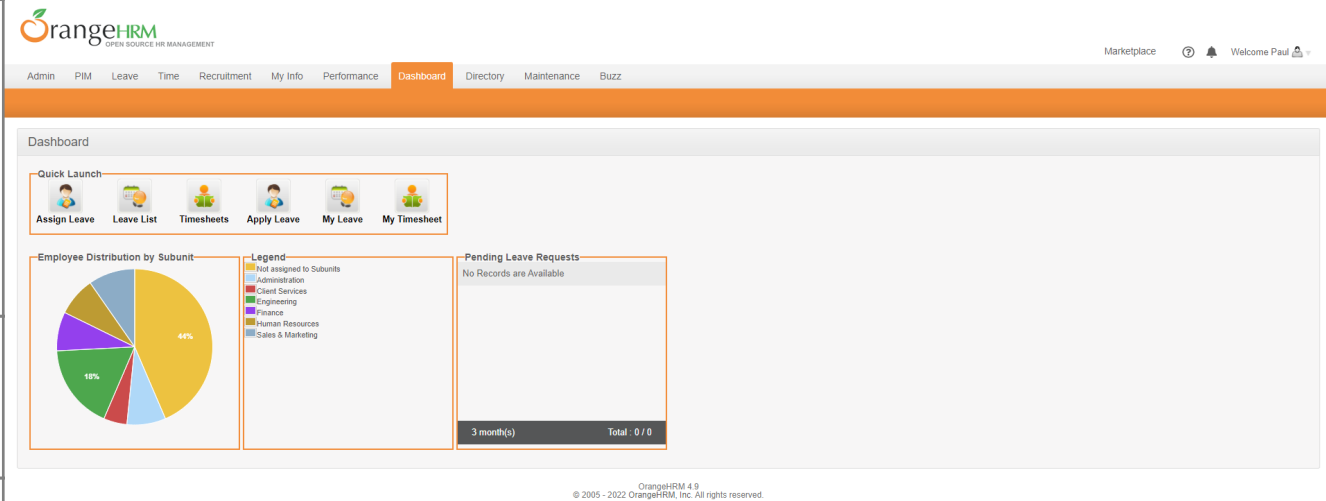 OrangeHRM
OPEN SOURCE HR MANAGEMENT
Marketplace Welcome Paul
Admin PIM Leave Time Recruitment My Info Performance Dashboard Directory Maintenance Buzz
Dashboard
Quick Launch
Assign Leave Leave List Timesheets Apply Leave My Leave My Timesheet
Employee Distribution by Subunit
44%
18%
Legend
Not assigned to Subunits
Administration
Client Services
Engineering
Finance
Human Resources
Sales & Marketing
Pending Leave Requests
No Records are Available
3 month(s) Total : 0 / 0
OrangeHRM 4.9
© 2005 - 2022 OrangeHRM, Inc. All rights reserved.